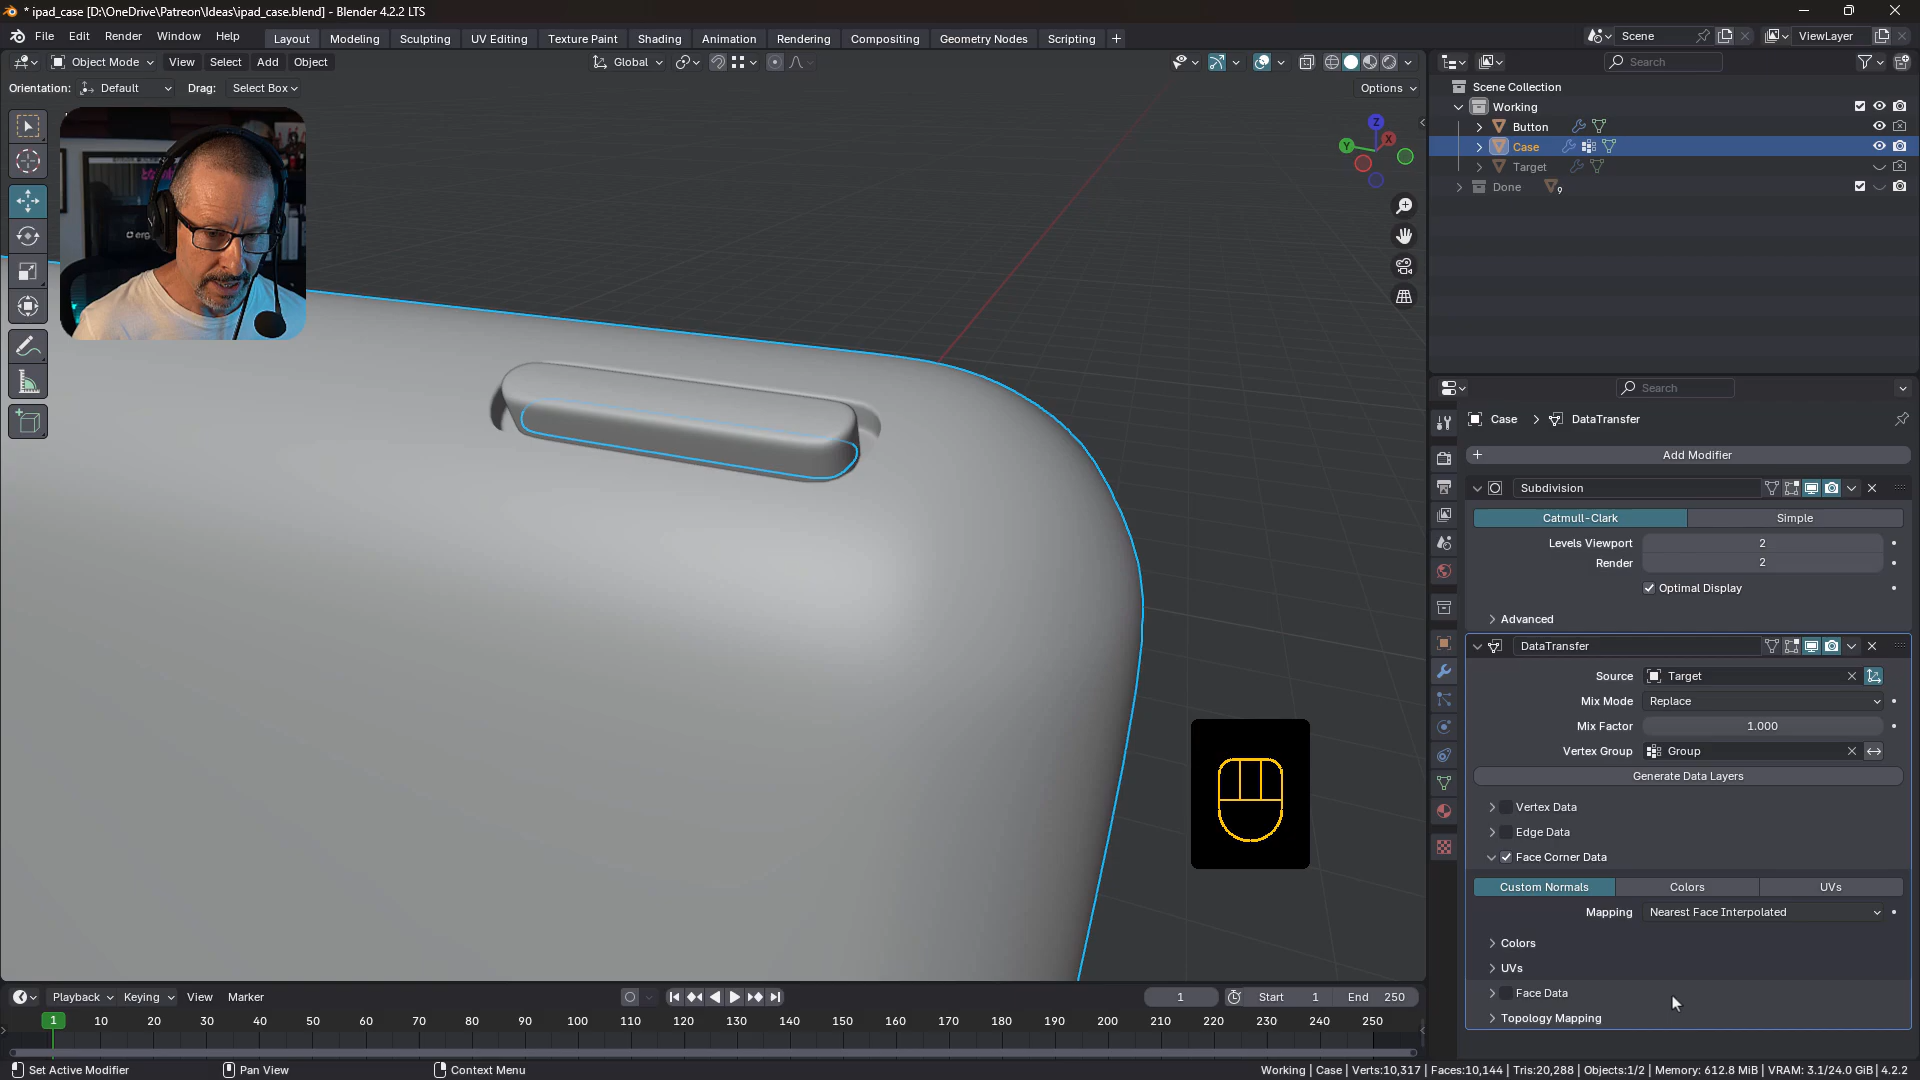 * ipad_case [D:\OneDrive\Patreon\Ideas\ipad_case.blend] - Blender 4.2.2 LTS
File Edit Render Window Help
Layout Modeling Sculpting UV Editing Texture Paint Shading Animation Rendering Compositing Geometry Nodes Scripting +
Scene
ViewLayer
Object Mode View Select Add Object
Global
Search
Orientation: Default Drag: Select Box
Options
Scene Collection
Working
Button
Case
Target
Done 9
Z
Y
X
Search
Case > DataTransfer
+ Add Modifier
Subdivision
Catmull-Clark Simple
Levels Viewport 2
Render 2
Optimal Display
Advanced
DataTransfer
Source Target
Mix Mode Replace
Mix Factor 1.000
Vertex Group Group
Generate Data Layers
Vertex Data
Edge Data
Face Corner Data
Custom Normals Colors UVs
Mapping Nearest Face Interpolated
Colors
UVs
Face Data
Topology Mapping
Playback Keying View Marker
1 Start 1 End 250
1 10 20 30 40 50 60 70 80 90 100 110 120 130 140 150 160 170 180 190 200 210 220 230 240 250
Set Active Modifier Pan View Context Menu
Working | Case | Verts:10,317 | Faces:10,144 | Tris:20,288 | Objects:1/2 | Memory: 612.8 MiB | VRAM: 3.1/24.0 GiB | 4.2.2